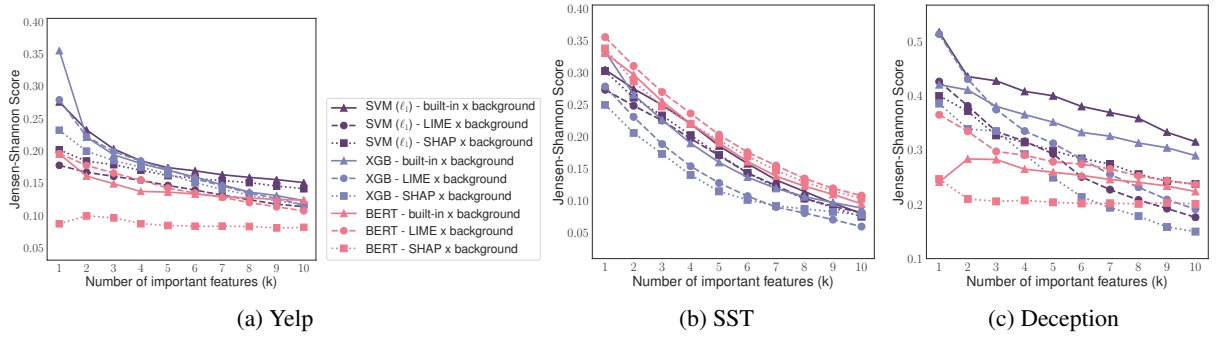 0.40
0.35
0.30
0.25
0.20
0.15
0.10
0.05
Jensen-Shannon Score
1 2 3 4 5 6 7 8 9 10
Number of important features (k)
(a) Yelp
SVM (ℓ₁) - built-in x background
SVM (ℓ₁) - LIME x background
SVM (ℓ₁) - SHAP x background
XGB - built-in x background
XGB - LIME x background
XGB - SHAP x background
BERT - built-in x background
BERT - LIME x background
BERT - SHAP x background
0.40
0.35
0.30
0.25
0.20
0.15
0.10
0.05
Jensen-Shannon Score
1 2 3 4 5 6 7 8 9 10
Number of important features (k)
(b) SST
0.5
0.4
0.3
0.2
0.1
Jensen-Shannon Score
1 2 3 4 5 6 7 8 9 10
Number of important features (k)
(c) Deception